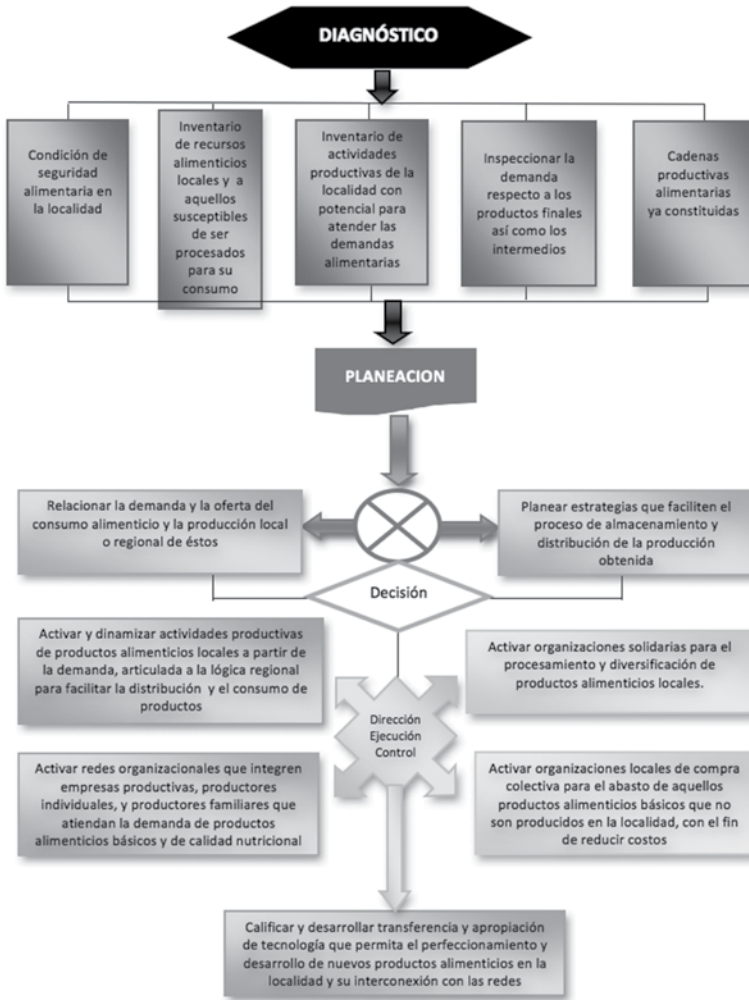 DIAGNÓSTICO
Condición de
seguridad
alimentaria en
la localidad
Inventario
de recursos
alimenticios
locales y  a
aquellos
susceptibles
de ser
procesados
para su
consumo
Inventario de
actividades
productivas de la
localidad con
potencial para
atender las
demandas
alimentarias
Inspeccionar la
demanda
respecto a los
productos finales
así como los
intermedios
Cadenas
productivas
alimentarias
ya constituidas
PLANEACION
Relacionar la demanda y la oferta del
consumo alimenticio y la producción local
o regional de éstos
Planear estrategias que faciliten el
proceso de almacenamiento y
distribución de la producción
obtenida
Decisión
Activar y dinamizar actividades productivas
de productos alimenticios locales a partir de
la demanda, articulada a la lógica regional
para facilitar la distribución  y el consumo de
productos
Activar organizaciones solidarias para el
procesamiento y diversificación de
productos alimenticios locales.
Dirección
Ejecución
Control
Activar redes organizacionales que integren
empresas productivas, productores
individuales, y productores familiares que
atiendan la demanda de productos
alimenticios básicos y de calidad nutricional
Activar organizaciones locales de compra
colectiva para el abasto de aquellos
productos alimenticios básicos que no
son producidos en la localidad, con el fin
de reducir costos
Calificar y desarrollar transferencia y apropiación
de tecnología que permita el perfeccionamiento y
desarrollo de nuevos productos alimenticios en la
localidad y su interconexión con las redes